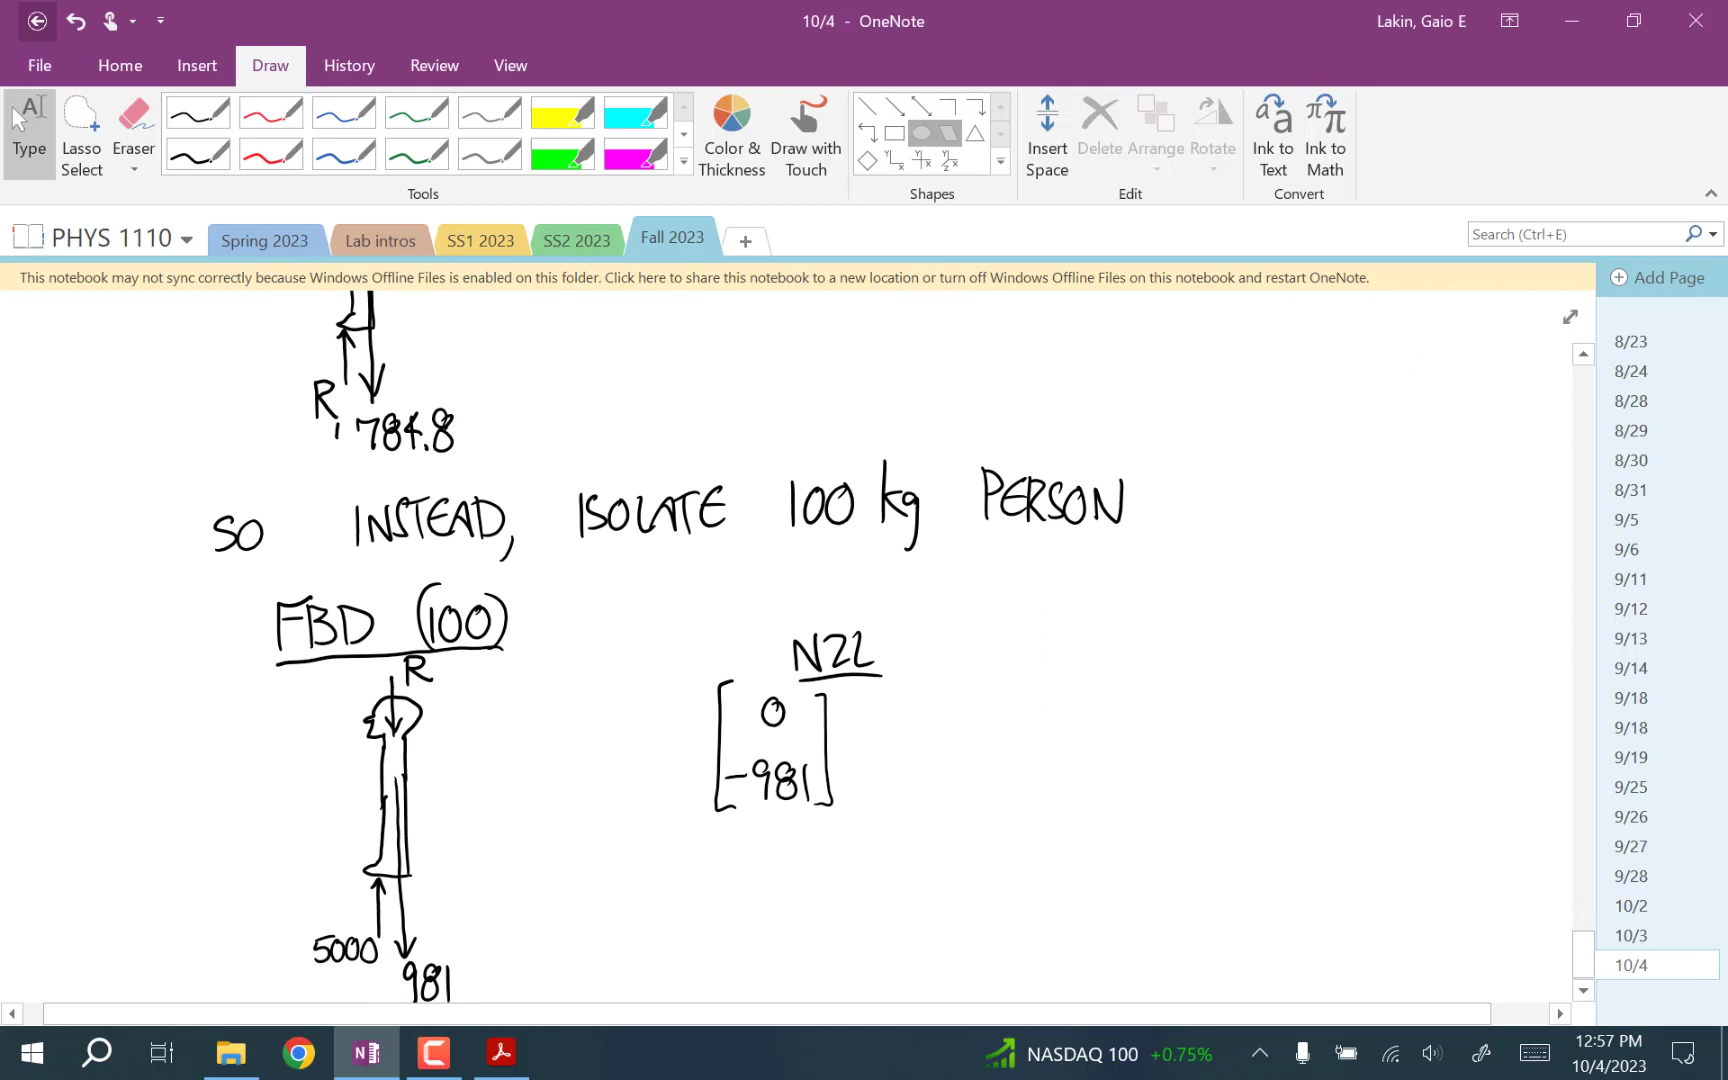 10/4 - OneNote
Lakin, Gaio E
File Home Insert Draw History Review View
Type
Lasso Select
Eraser
Color & Thickness
Draw with Touch
Insert Space
Delete
Arrange
Rotate
Ink to Text
Ink to Math
Tools
Shapes
Edit
Convert
PHYS 1110
Spring 2023
Lab intros
SS1 2023
SS2 2023
Fall 2023
Search (Ctrl+E)
This notebook may not sync correctly because Windows Offline Files is enabled on this folder. Click here to share this notebook to a new location or turn off Windows Offline Files on this notebook and restart OneNote.
Add Page
8/23
8/24
8/28
8/29
8/30
8/31
9/5
9/6
9/11
9/12
9/13
9/14
9/18
9/18
9/19
9/25
9/26
9/27
9/28
10/2
10/3
10/4
R
784.8
SO INSTEAD, ISOLATE 100 kg PERSON
FBD (100)
R
5000
981
N2L
0
-981
NASDAQ 100 +0.75%
12:57 PM
10/4/2023